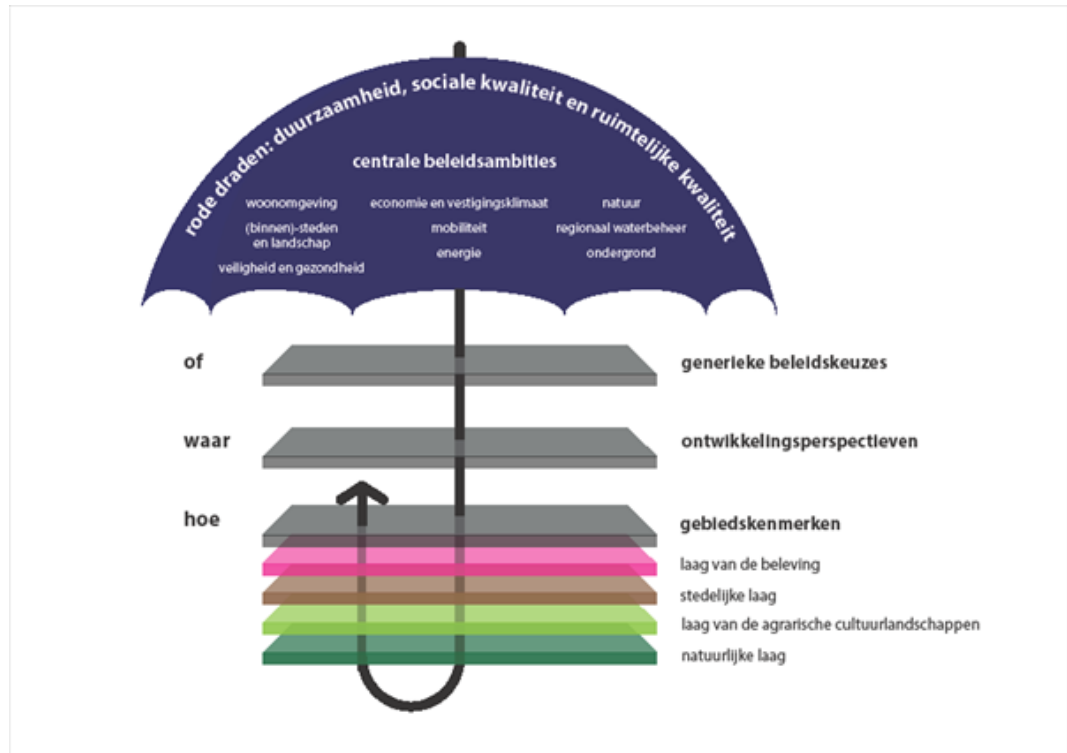 rode draden: duurzaamheid, sociale kwaliteit en ruimtelijke kwaliteit
centrale beleidsambities
woonomgeving
(binnen)-steden
en landschap
veiligheid en gezondheid
economie en vestigingsklimaat
mobiliteit
energie
natuur
regionaal waterbeheer
ondergrond
of
generieke beleidskeuzes
waar
ontwikkelingsperspectieven
hoe
gebiedskenmerken
laag van de beleving
stedelijke laag
laag van de agrarische cultuurlandschappen
natuurlijke laag